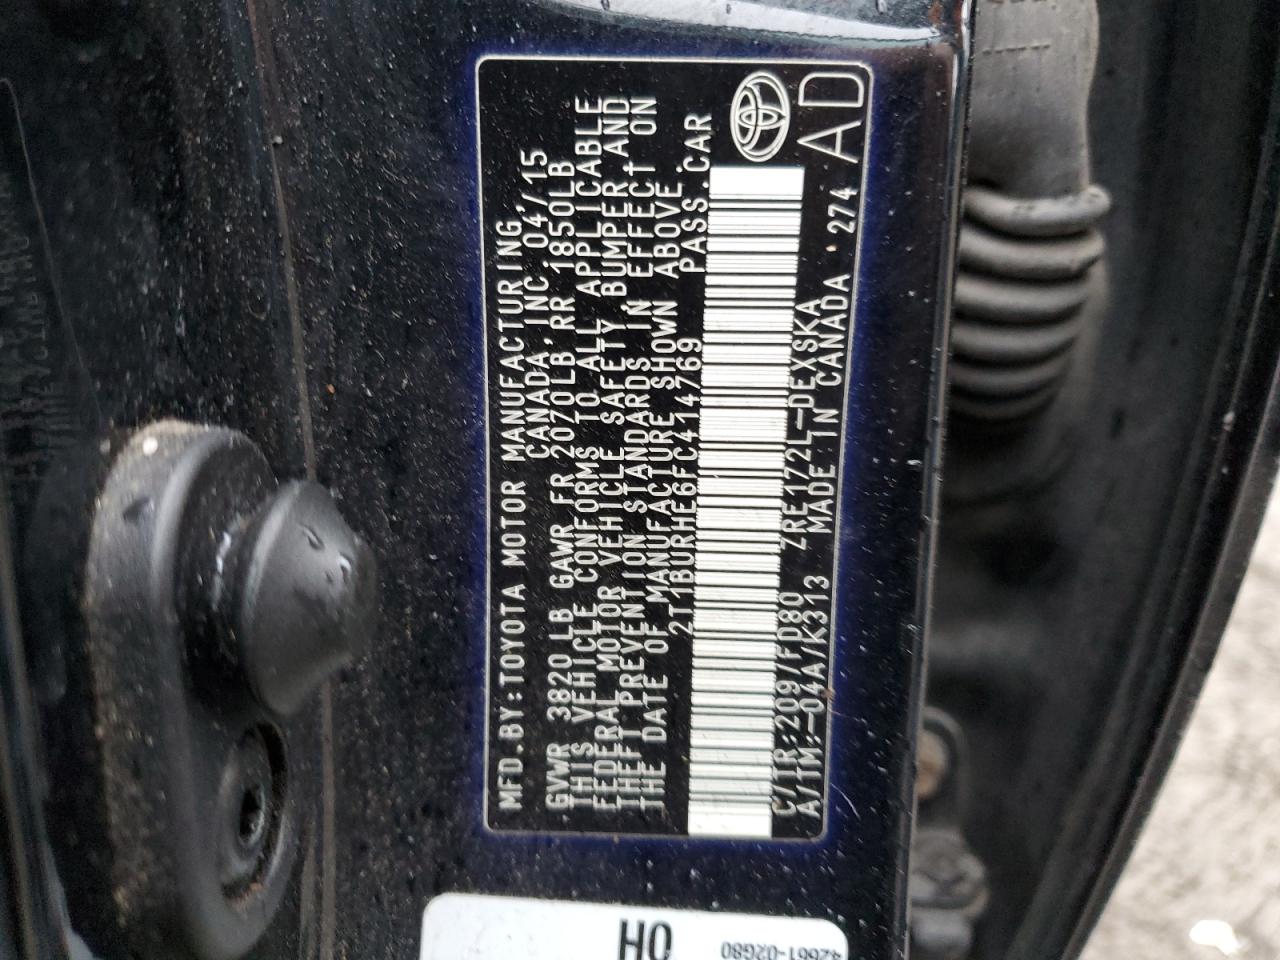 MFD.BY:TOYOTA MOTOR MANUFACTURING,
CANADA,INC. 04/15
GVWR 3820LB GAWR FR 2070LB,RR 1850LB
THIS VEHICLE CONFORMS TO ALL APPLICABLE
FEDERAL MOTOR VEHICLE SAFETY,BUMPER,AND
THEFT PREVENTION STANDARDS IN EFFECT ON
THE DATE OF MANUFACTURE SHOWN ABOVE.
2T1BURHE6FC414769 PASS.CAR
C/TR:209/FD80 ZRE172L-DEXSKA
A/TM:-04A/K313 MADE IN CANADA 274
AD
42661-02G80